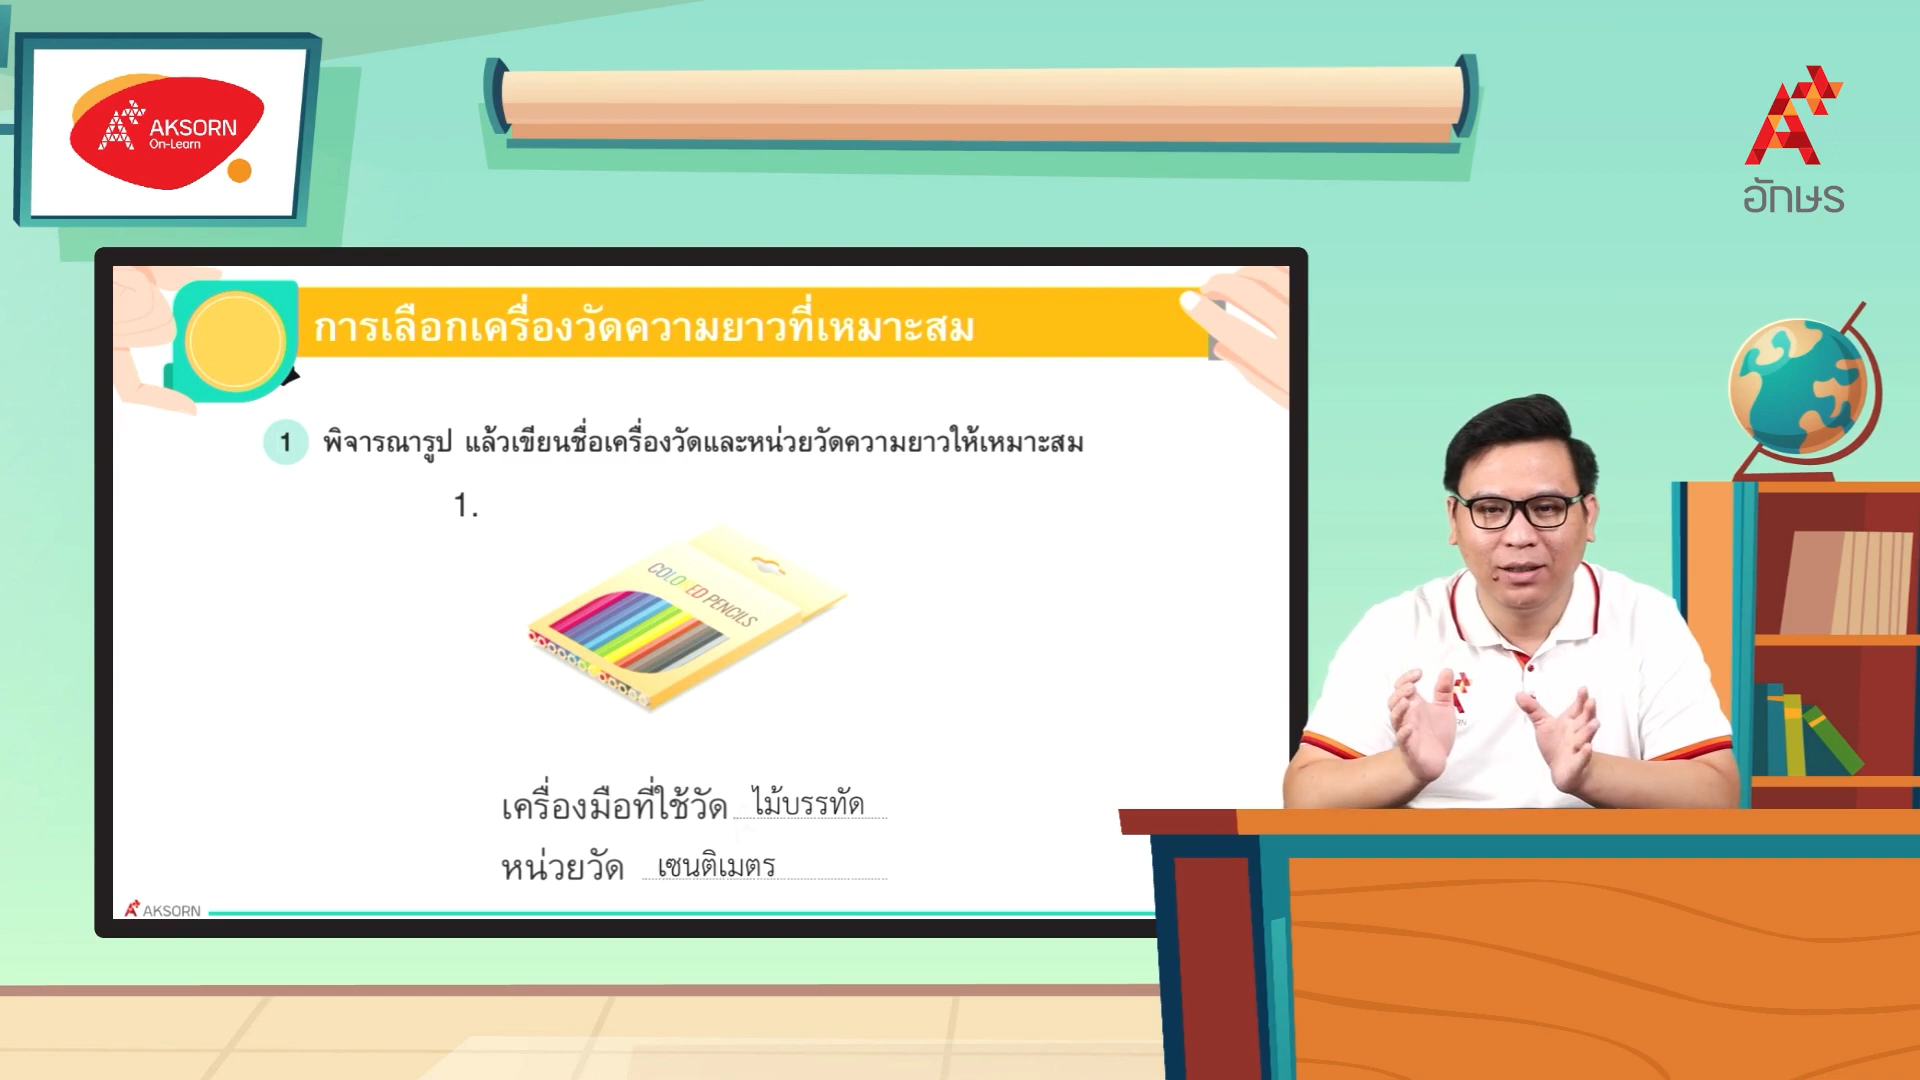 AKSORN
On-Learn
อักษร
การเลือกเครื่องวัดความยาวที่เหมาะสม
1 พิจารณารูป แล้วเขียนชื่อเครื่องวัดและหน่วยวัดความยาวให้เหมาะสม
1.
COLORED PENCILS
เครื่องมือที่ใช้วัด ไม้บรรทัด
หน่วยวัด เซนติเมตร
AKSORN